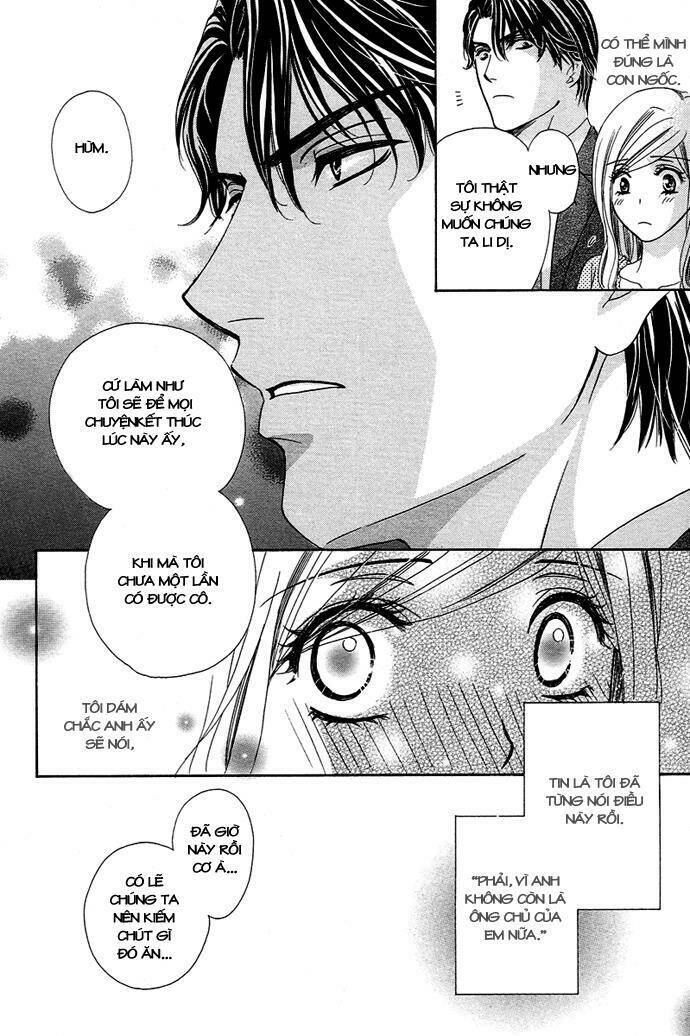 CÓ THỂ MÌNH
ĐÚNG LÀ
CON NGỐC.
NHƯNG
TÔI THẬT
SỰ KHÔNG
MUỐN CHÚNG
TA LI DỊ.
HỪM.
CỨ LÀM NHƯ
TÔI SẼ ĐỂ MỌI
CHUYỆNKẾT THÚC
LÚC NÀY ẤY,
KHI MÀ TÔI
CHƯA MỘT LẦN
CÓ ĐƯỢC CÔ.
TÔI DÁM
CHẮC ANH ẤY
SẼ NÓI,
TIN LÀ TÔI ĐÃ
TỪNG NÓI ĐIỀU
NÀY RỒI.
"PHẢI, VÌ ANH
KHÔNG CÒN LÀ
ÔNG CHỦ CỦA
EM NỮA."
ĐÃ GIỜ
NÀY RỒI
CƠ À...
CÓ LẼ
CHÚNG TA
NÊN KIẾM
CHÚT GÌ
ĐÓ ĂN...